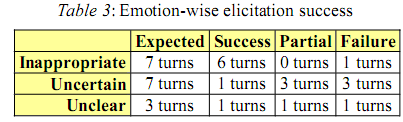 Table 3: Emotion-wise elicitation success
Expected Success Partial Failure
Inappropriate 7 turns 6 turns 0 turns 1 turns
Uncertain 7 turns 1 turns 3 turns 3 turns
Unclear 3 turns 1 turns 1 turns 1 turns